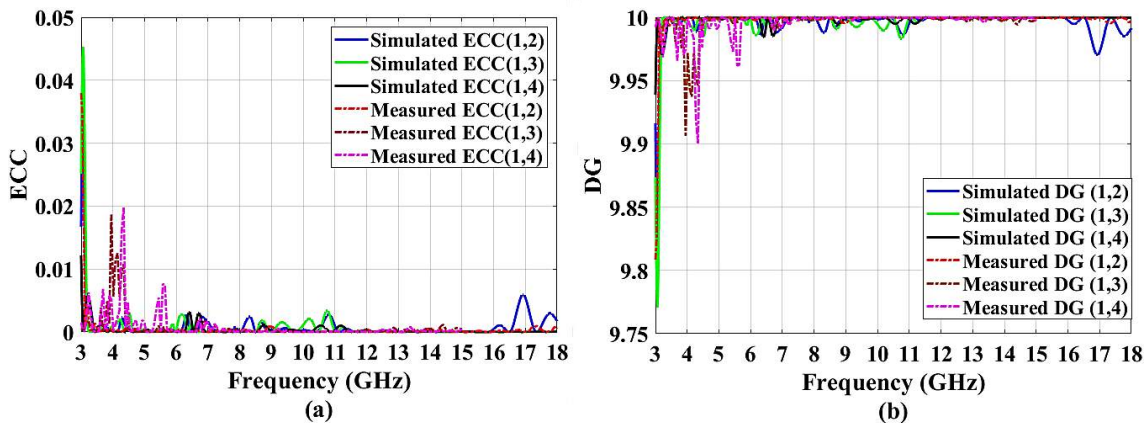 0.05
0.04
0.03
0.02
0.01
0
ECC
Simulated ECC(1,2)
Simulated ECC(1,3)
Simulated ECC(1,4)
Measured ECC(1,2)
Measured ECC(1,3)
Measured ECC(1,4)
3 4 5 6 7 8 9 10 11 12 13 14 15 16 17 18
Frequency (GHz)
(a)
10
9.95
9.9
9.85
9.8
9.75
DG
Simulated DG (1,2)
Simulated DG (1,3)
Simulated DG (1,4)
Measured DG (1,2)
Measured DG (1,3)
Measured DG (1,4)
3 4 5 6 7 8 9 10 11 12 13 14 15 16 17 18
Frequency (GHz)
(b)